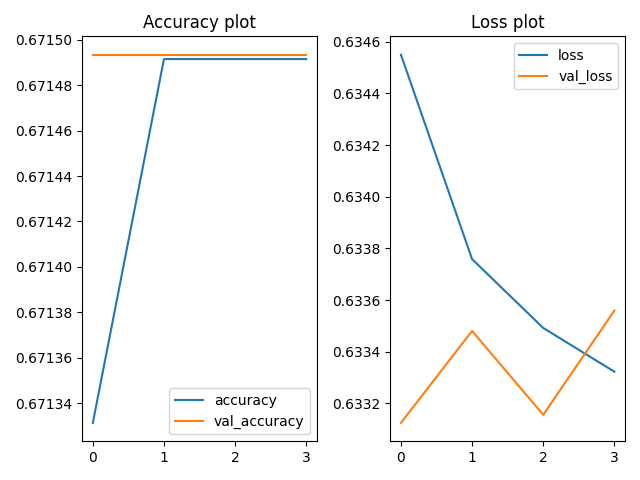 Accuracy plot
0.67150
0.67148
0.67146
0.67144
0.67142
0.67140
0.67138
0.67136
0.67134
0 1 2 3
accuracy
val_accuracy
Loss plot
0.6346
0.6344
0.6342
0.6340
0.6338
0.6336
0.6334
0.6332
0 1 2 3
loss
val_loss